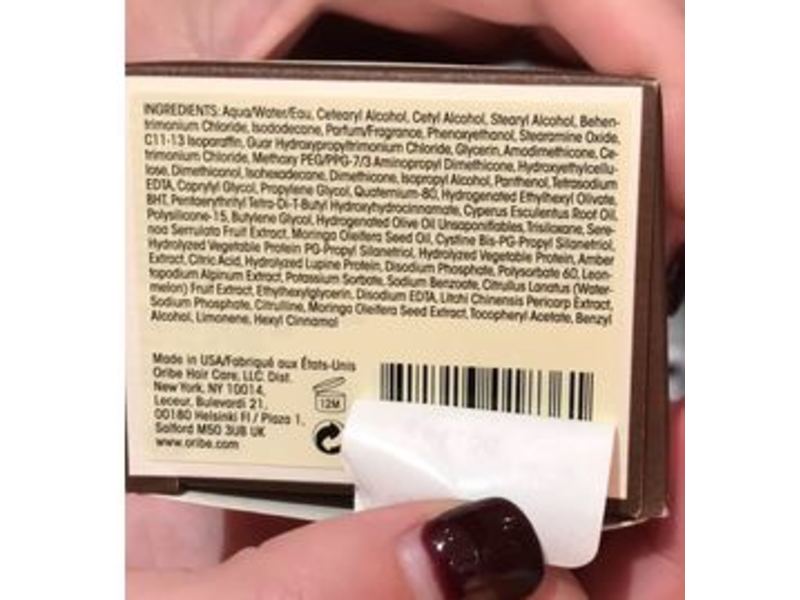 INGREDIENTS: Aqua/Water/Eau, Cetearyl Alcohol, Cetyl Alcohol, Stearyl Alcohol, Behen-
trimonium Chloride, Isododecane, Parfum/Fragrance, Phenoxyethanol, Stearamine Oxide,
C11-13 Isoparaffin, Guar Hydroxypropyltrimonium Chloride, Glycerin, Amodimethicone, Ce-
trimonium Chloride, Methoxy PEG/PPG-7/3 Aminopropyl Dimethicone, Hydroxyethylcellu-
lose, Dimethiconol, Isohexadecane, Dimethicone, Isopropyl Alcohol, Panthenol, Tetrasodium
EDTA, Caprylyl Glycol, Propylene Glycol, Quaternium-80, Hydrogenated Ethylhexyl Olivate,
BHT, Pentaerythrityl Tetra-Di-T-Butyl Hydroxyhydrocinnamate, Cyperus Esculentus Root Oil,
Polysilicone-15, Butylene Glycol, Hydrogenated Olive Oil Unsaponifiables, Trisiloxane, Sere-
noa Serrulata Fruit Extract, Moringa Oleifera Seed Oil, Cystine Bis-PG-Propyl Silanetriol,
Hydrolyzed Vegetable Protein PG-Propyl Silanetriol, Hydrolyzed Vegetable Protein, Amber
Extract, Citric Acid, Hydrolyzed Lupine Protein, Disodium Phosphate, Polysorbate 60, Leon-
topodium Alpinum Extract, Potassium Sorbate, Sodium Benzoate, Citrullus Lanatus (Water-
melon) Fruit Extract, Ethylhexylglycerin, Disodium EDTA, Litchi Chinensis Pericarp Extract,
Sodium Phosphate, Citrulline, Moringa Oleifera Seed Extract, Tocopheryl Acetate, Benzyl
Alcohol, Limonene, Hexyl Cinnamal
Made in USA/Fabriqué aux États-Unis
Oribe Hair Care, LLC. Dist.
New York, NY 10014,
Leceur, Bulevardi 21,
00180 Helsinki FI / Plaza 1,
Salford M50 3UB UK
www.oribe.com
12M